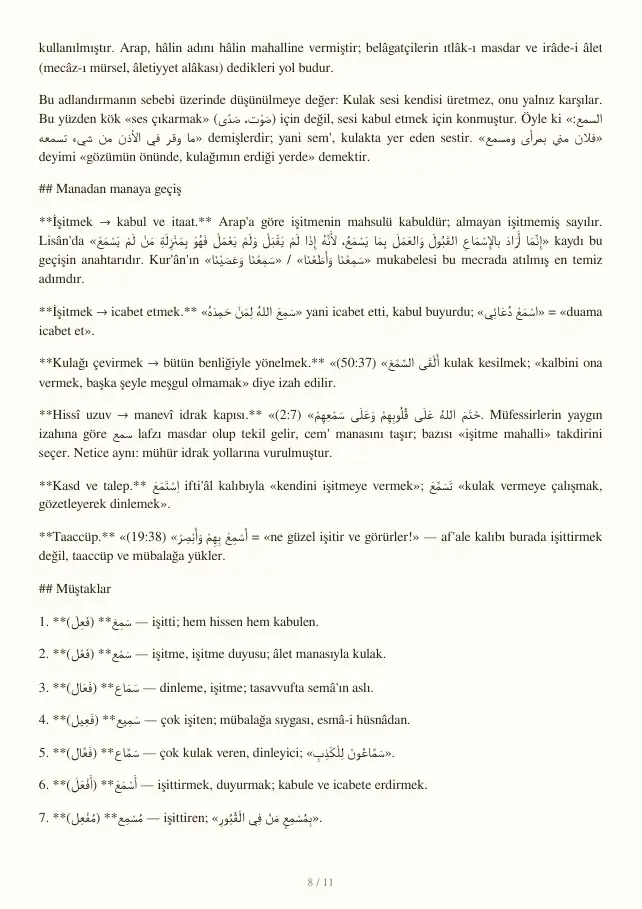 kullanılmıştır. Arap, hâlin adını hâlin mahalline vermiştir; belâgatçilerin ıtlâk-ı masdar ve irâde-i âlet
(mecâz-ı mürsel, âletiyyet alâkası) dedikleri yol budur.
Bu adlandırmanın sebebi üzerinde düşünülmeye değer: Kulak sesi kendisi üretmez, onu yalnız karşılar.
Bu yüzden kök «ses çıkarmak» (صَوْت، صَدًى) için değil, sesi kabul etmek için konmuştur. Öyle ki «السمع:
ما وقر في الأذن من شيء تسمعه» demişlerdir; yani sem', kulakta yer eden sestir. «فلان مني بمرأى ومسمع»
deyimi «gözümün önünde, kulağımın erdiği yerde» demektir.
## Manadan manaya geçiş
**İşitmek → kabul ve itaat.** Arap'a göre işitmenin mahsulü kabuldür; almayan işitmemiş sayılır.
Lisân'da «إِنَّمَا أَرَادَ بِالإِسْمَاعِ القَبُولَ وَالعَمَلَ بِمَا يَسْمَعُ، لأَنَّهُ إِذَا لَمْ يَقْبَلْ وَلَمْ يَعْمَلْ فَهُوَ بِمَنْزِلَةِ مَنْ لَمْ يَسْمَعْ» kaydı bu
geçişin anahtarıdır. Kur'ân'ın «سَمِعْنَا وَعَصَيْنَا» / «سَمِعْنَا وَأَطَعْنَا» mukabelesi bu mecrada atılmış en temiz
adımdır.
**İşitmek → icabet etmek.** «سَمِعَ اللهُ لِمَنْ حَمِدَهُ» yani icabet etti, kabul buyurdu; «اسْمَعْ دُعَائِي» = «duama
icabet et».
**Kulağı çevirmek → bütün benliğiyle yönelmek.** «أَلْقَى السَّمْعَ» (50:37) kulak kesilmek; «kalbini ona
vermek, başka şeyle meşgul olmamak» diye izah edilir.
**Hissî uzuv → manevî idrak kapısı.** «خَتَمَ اللهُ عَلَى قُلُوبِهِمْ وَعَلَى سَمْعِهِمْ» (2:7). Müfessirlerin yaygın
izahına göre سمع lafzı masdar olup tekil gelir, cem' manasını taşır; bazısı «işitme mahalli» takdirini
seçer. Netice aynı: mühür idrak yollarına vurulmuştur.
**Kasd ve talep.** اِسْتَمَعَ ifti'âl kalıbıyla «kendini işitmeye vermek»; تَسَمَّعَ «kulak vermeye çalışmak,
gözetleyerek dinlemek».
**Taaccüp.** «أَسْمِعْ بِهِمْ وَأَبْصِرْ» (19:38) = «ne güzel işitir ve görürler!» — af'ale kalıbı burada işittirmek
değil, taaccüp ve mübalağa yükler.
## Müştaklar
1. **سَمِعَ** (فَعِلَ)** — işitti; hem hissen hem kabulen.
2. **سَمْع** (فَعْل)** — işitme, işitme duyusu; âlet manasıyla kulak.
3. **سَمَاع** (فَعَال)** — dinleme, işitme; tasavvufta semâ'ın aslı.
4. **سَمِيع** (فَعِيل)** — çok işiten; mübalağa sıygası, esmâ-i hüsnâdan.
5. **سَمَّاع** (فَعَّال)** — çok kulak veren, dinleyici; «سَمَّاعُونَ لِلْكَذِبِ».
6. **أَسْمَعَ** (أَفْعَلَ)** — işittirmek, duyurmak; kabule ve icabete erdirmek.
7. **مُسْمِع** (مُفْعِل)** — işittiren; «بِمُسْمِعٍ مَنْ فِي الْقُبُورِ».
8 / 11